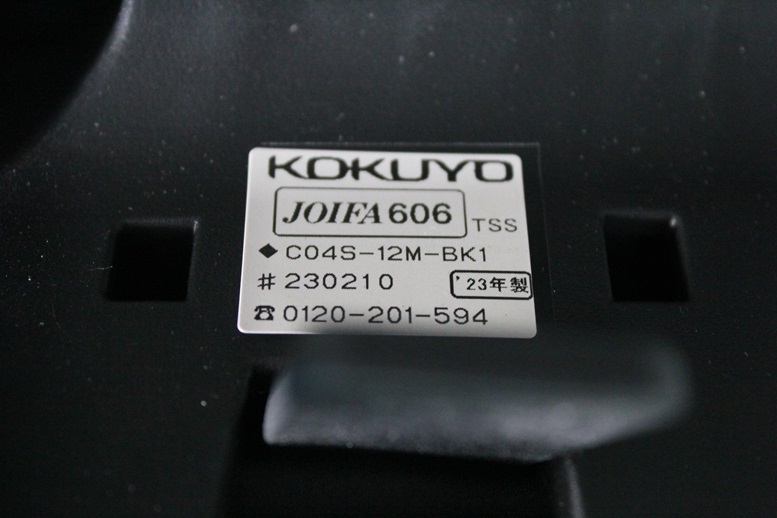 KOKUYO
JOIFA 606 TSS
◆ C04S-12M-BK1
# 230210 '23年製
☎ 0120-201-594